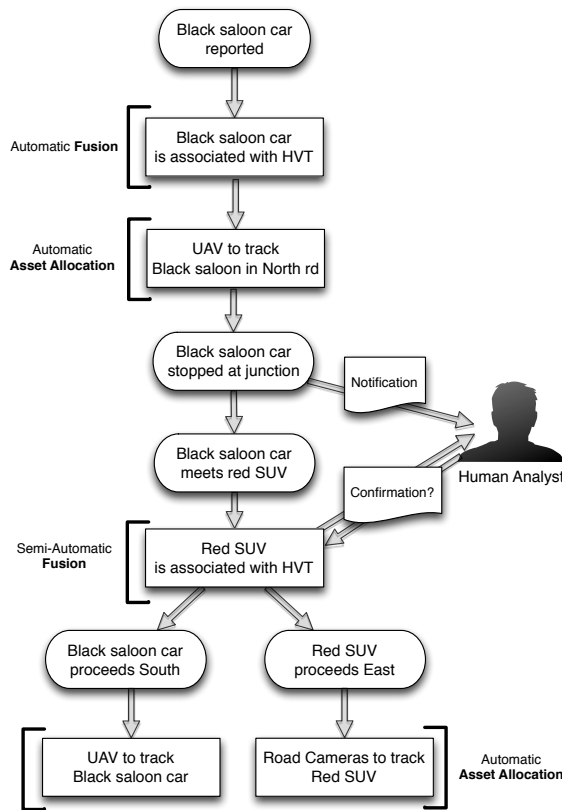 Black saloon car
reported
Automatic Fusion
Black saloon car
is associated with HVT
Automatic
Asset Allocation
UAV to track
Black saloon in North rd
Black saloon car
stopped at junction
Notification
Human Analyst
Black saloon car
meets red SUV
Confirmation?
Semi-Automatic
Fusion
Red SUV
is associated with HVT
Black saloon car
proceeds South
Red SUV
proceeds East
UAV to track
Black saloon car
Road Cameras to track
Red SUV
Automatic
Asset Allocation